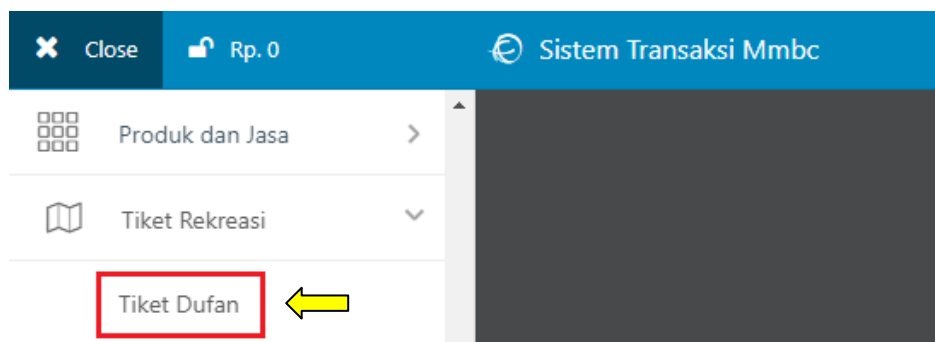 Close Rp. 0 Sistem Transaksi Mmbc
Produk dan Jasa
Tiket Rekreasi
Tiket Dufan